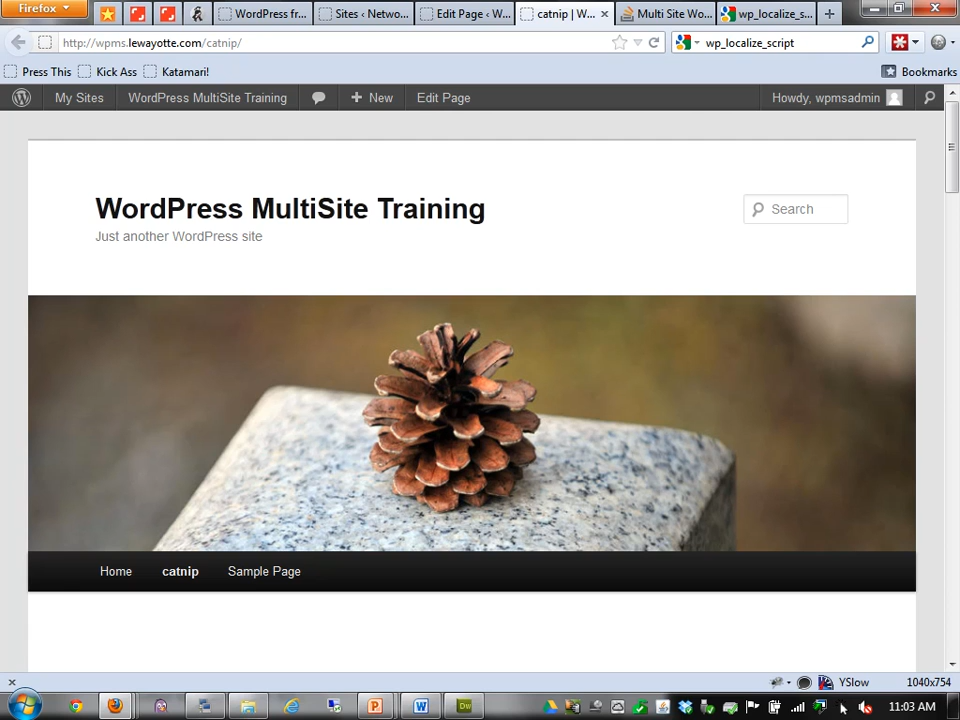 Firefox
WordPress fr...
Sites ‹ Netwo...
Edit Page ‹ W...
catnip | W...
Multi Site Wo...
wp_localize_s...
http://wpms.lewayotte.com/catnip/
wp_localize_script
Press This
Kick Ass
Katamari!
Bookmarks
My Sites
WordPress MultiSite Training
New
Edit Page
Howdy, wpmsadmin
WordPress MultiSite Training
Search
Just another WordPress site
Home
catnip
Sample Page
YSlow
1040x754
Dw
11:03 AM